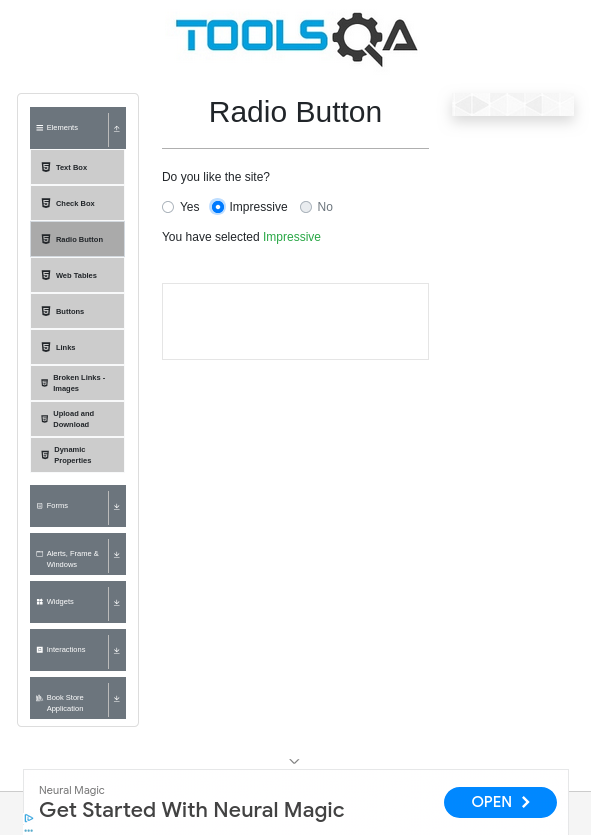 TOOLSQA
Radio Button
Elements
Text Box
Check Box
Radio Button
Web Tables
Buttons
Links
Broken Links -
Images
Upload and
Download
Dynamic
Properties
Forms
Alerts, Frame &
Windows
Widgets
Interactions
Book Store
Application
Do you like the site?
Yes Impressive No
You have selected Impressive
Neural Magic
Get Started With Neural Magic
OPEN